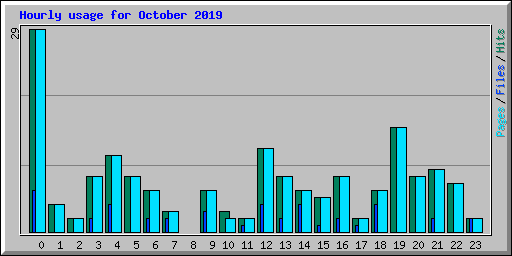 Hourly usage for October 2019
29
Pages/Files/Hits
0 1 2 3 4 5 6 7 8 9 10 11 12 13 14 15 16 17 18 19 20 21 22 23